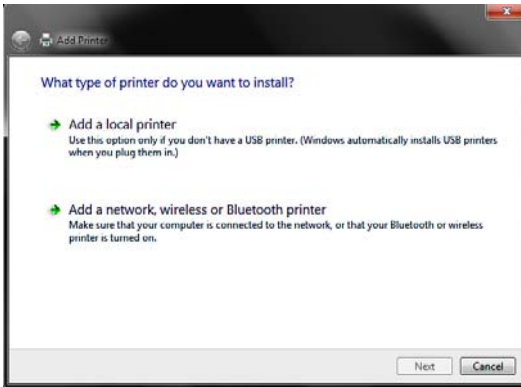 Add Printer
What type of printer do you want to install?
Add a local printer
Use this option only if you don't have a USB printer. (Windows automatically installs USB printers
when you plug them in.)
Add a network, wireless or Bluetooth printer
Make sure that your computer is connected to the network, or that your Bluetooth or wireless
printer is turned on.
Next Cancel